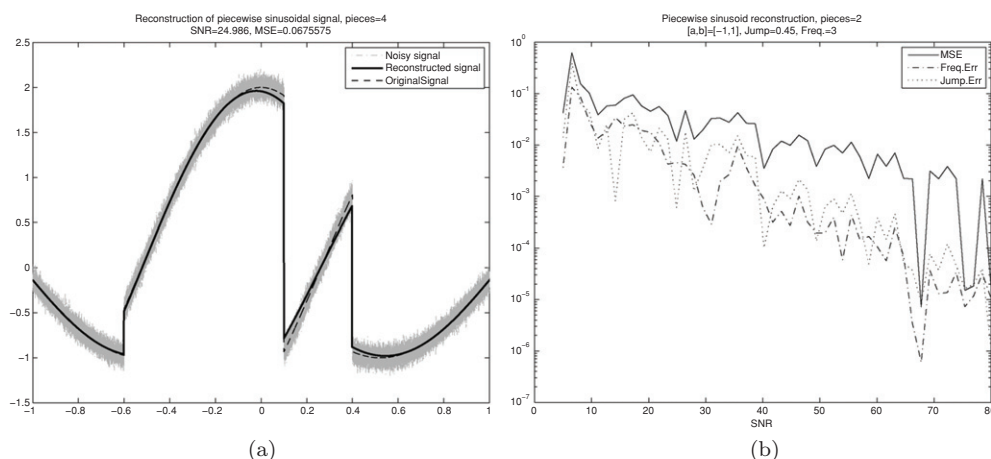 Reconstruction of piecewise sinusoidal signal, pieces=4
SNR=24.986, MSE=0.0675575
Noisy signal
Reconstructed signal
OriginalSignal
2.5
2
1.5
1
0.5
0
−0.5
−1
−1.5
−1 −0.8 −0.6 −0.4 −0.2 0 0.2 0.4 0.6 0.8 1
(a)
Piecewise sinusoid reconstruction, pieces=2
[a,b]=[−1,1], Jump=0.45, Freq.=3
MSE
Freq.Err
Jump.Err
10^0
10^−1
10^−2
10^−3
10^−4
10^−5
10^−6
10^−7
0 10 20 30 40 50 60 70 80
SNR
(b)